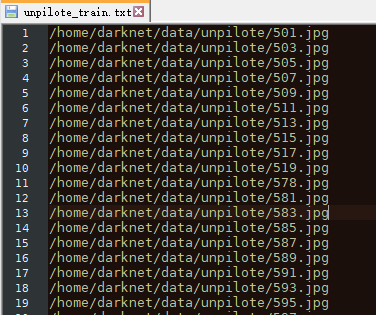 unpilote_train.txt
1 /home/darknet/data/unpilote/501.jpg
2 /home/darknet/data/unpilote/503.jpg
3 /home/darknet/data/unpilote/505.jpg
4 /home/darknet/data/unpilote/507.jpg
5 /home/darknet/data/unpilote/509.jpg
6 /home/darknet/data/unpilote/511.jpg
7 /home/darknet/data/unpilote/513.jpg
8 /home/darknet/data/unpilote/515.jpg
9 /home/darknet/data/unpilote/517.jpg
10 /home/darknet/data/unpilote/519.jpg
11 /home/darknet/data/unpilote/578.jpg
12 /home/darknet/data/unpilote/581.jpg
13 /home/darknet/data/unpilote/583.jpg
14 /home/darknet/data/unpilote/585.jpg
15 /home/darknet/data/unpilote/587.jpg
16 /home/darknet/data/unpilote/589.jpg
17 /home/darknet/data/unpilote/591.jpg
18 /home/darknet/data/unpilote/593.jpg
19 /home/darknet/data/unpilote/595.jpg